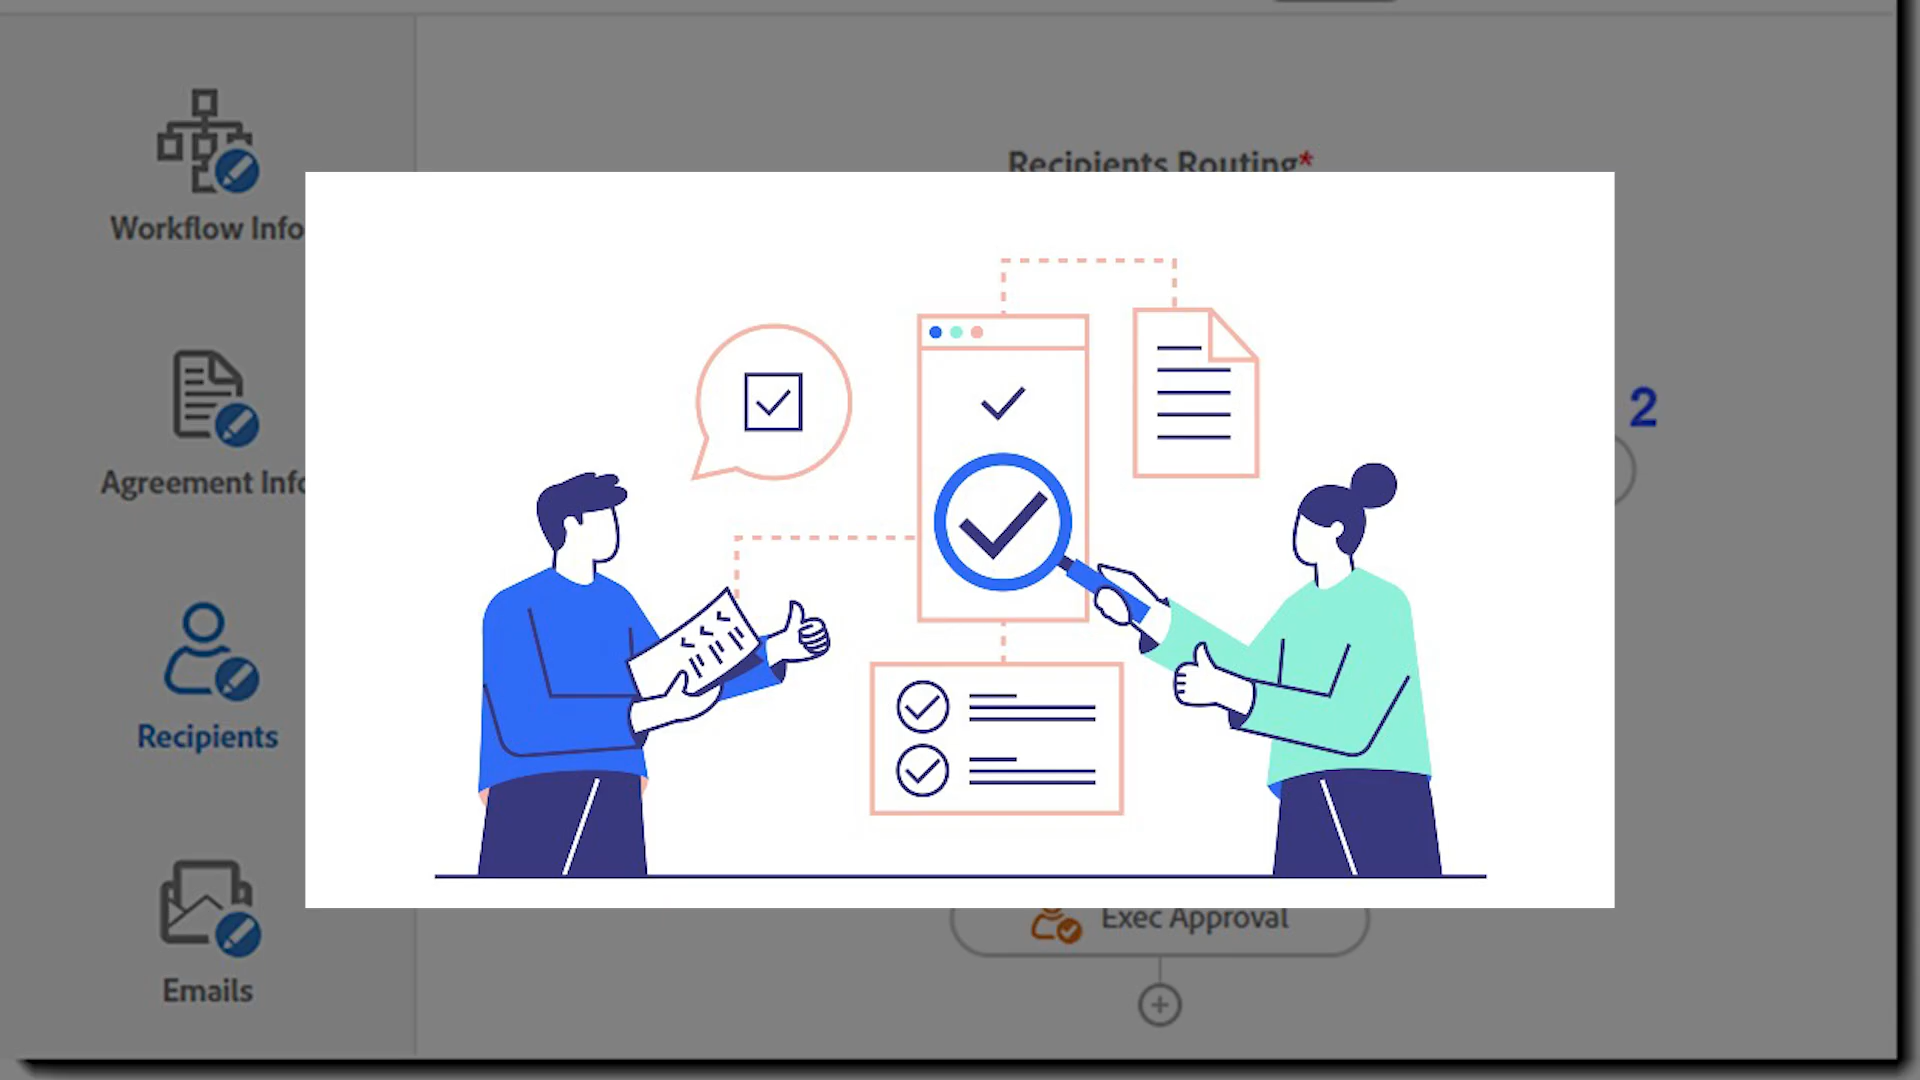 Recipients Routing*
Workflow Info
2
Agreement Info
Recipients
Exec Approval
Emails